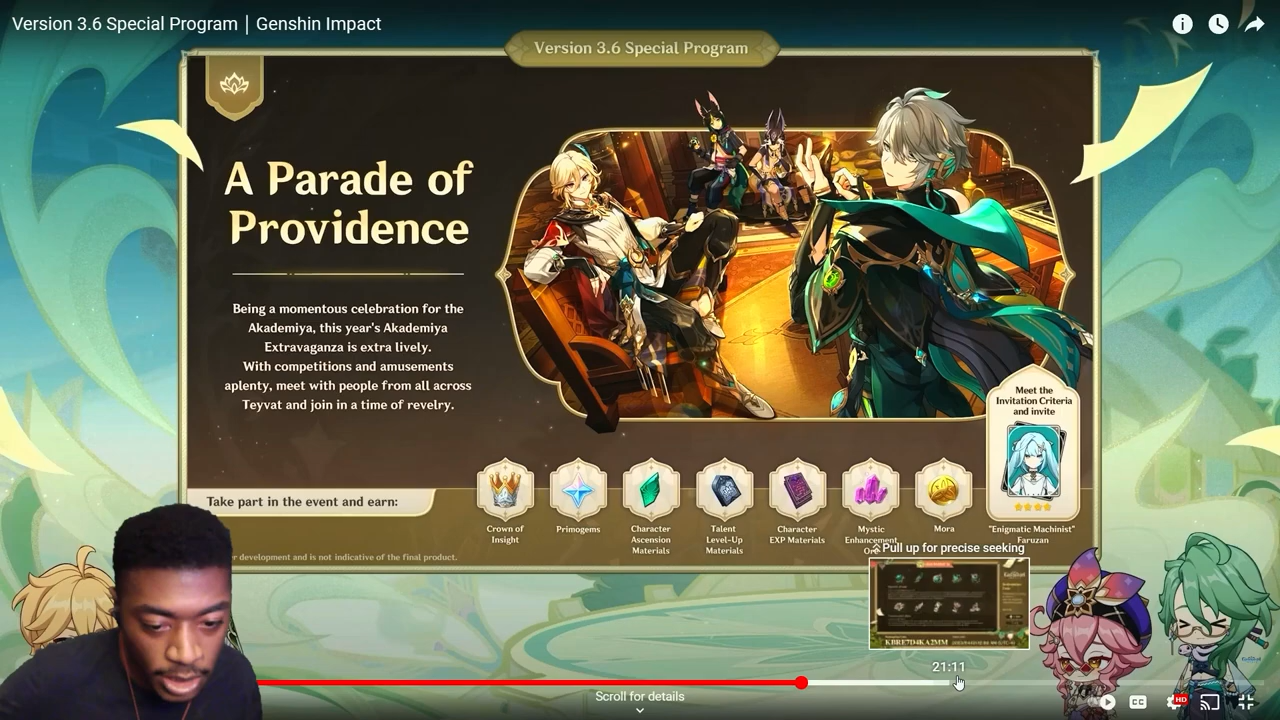 Version 3.6 Special Program | Genshin Impact
Version 3.6 Special Program
A Parade of
Providence
Being a momentous celebration for the
Akademiya, this year's Akademiya
Extravaganza is extra lively.
With competitions and amusements
aplenty, meet with people from all across
Teyvat and join in a time of revelry.
Meet the
Invitation Criteria
and invite
Take part in the event and earn:
Crown of
Insight
Primogems
Character
Ascension
Materials
Talent
Level-Up
Materials
Character
EXP Materials
Mystic
Enhancement
Mora
"Enigmatic Machinist"
Faruzan
development and is not indicative of the final product.
Pull up for precise seeking
21:11
Scroll for details
CC
HD